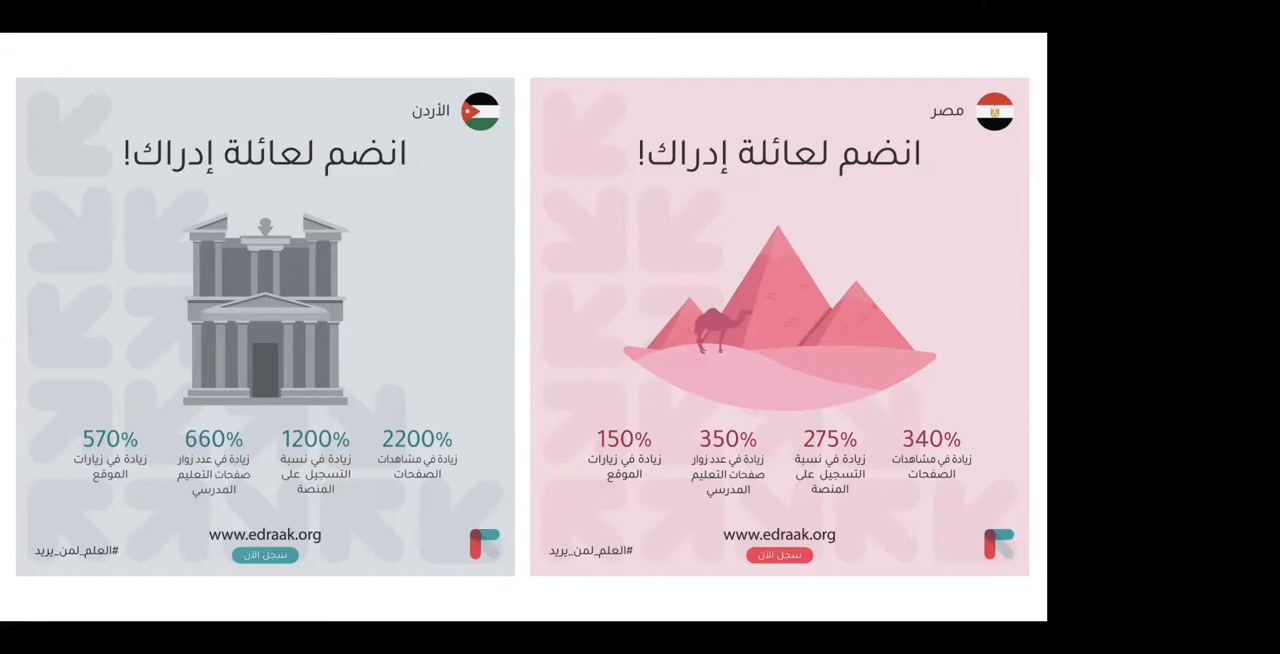 مصر
انضم لعائلة إدراك!
340%
زيادة في مشاهدات
الصفحات
275%
زيادة في نسبة
التسجيل على
المنصة
350%
زيادة في عدد زوار
صفحات التعليم
المدرسي
150%
زيادة في زيارات
الموقع
www.edraak.org
سجل الآن
#العلم_لمن_يريد
الأردن
انضم لعائلة إدراك!
2200%
زيادة في مشاهدات
الصفحات
1200%
زيادة في نسبة
التسجيل على
المنصة
660%
زيادة في عدد زوار
صفحات التعليم
المدرسي
570%
زيادة في زيارات
الموقع
www.edraak.org
سجل الآن
#العلم_لمن_يريد